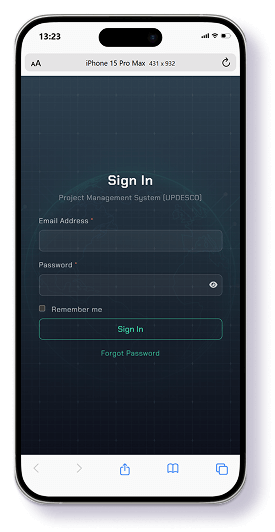 13:23
AA
iPhone 15 Pro Max 431 x 932
Sign In
Project Management System [UPDESCO]
Email Address *
Password *
Remember me
Sign In
Forgot Password